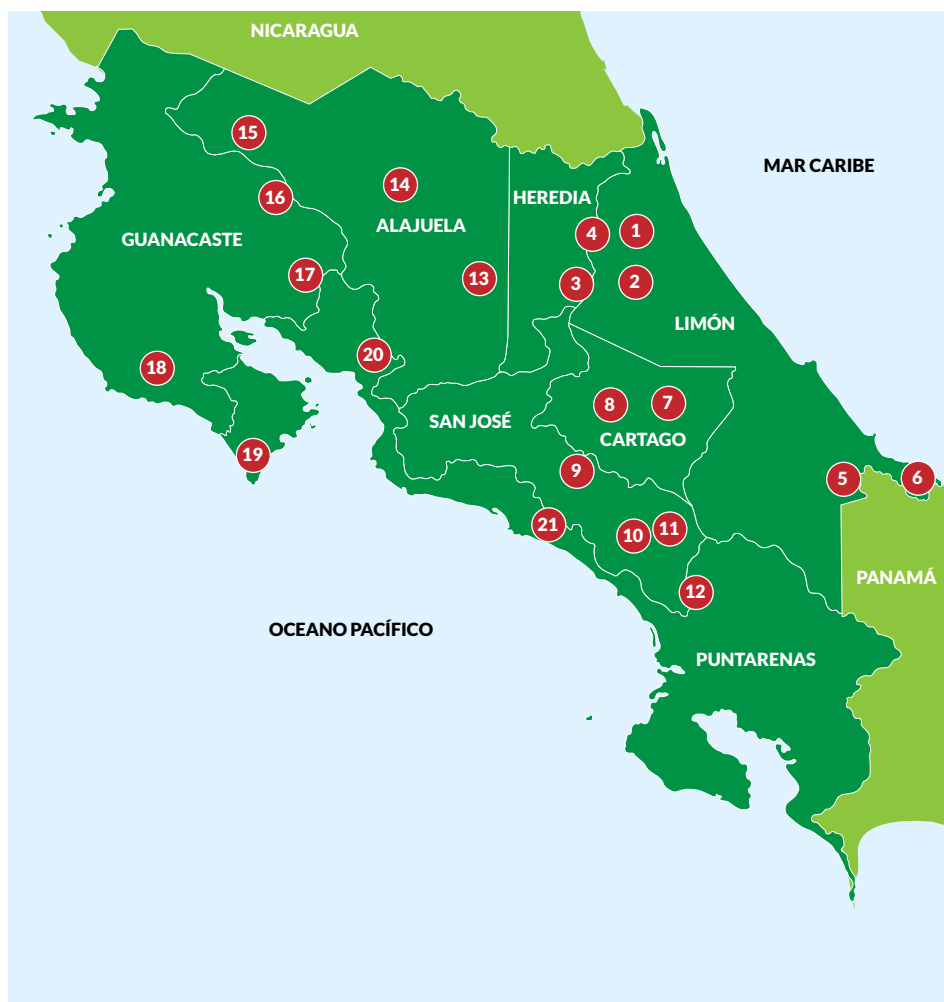 NICARAGUA
15
MAR CARIBE
14
16
HEREDIA
ALAJUELA
4
1
GUANACASTE
17
13
3
2
LIMÓN
20
18
8
7
SAN JOSÉ
CARTAGO
19
9
5
6
21
10
11
PANAMÁ
12
OCEANO PACÍFICO
PUNTARENAS